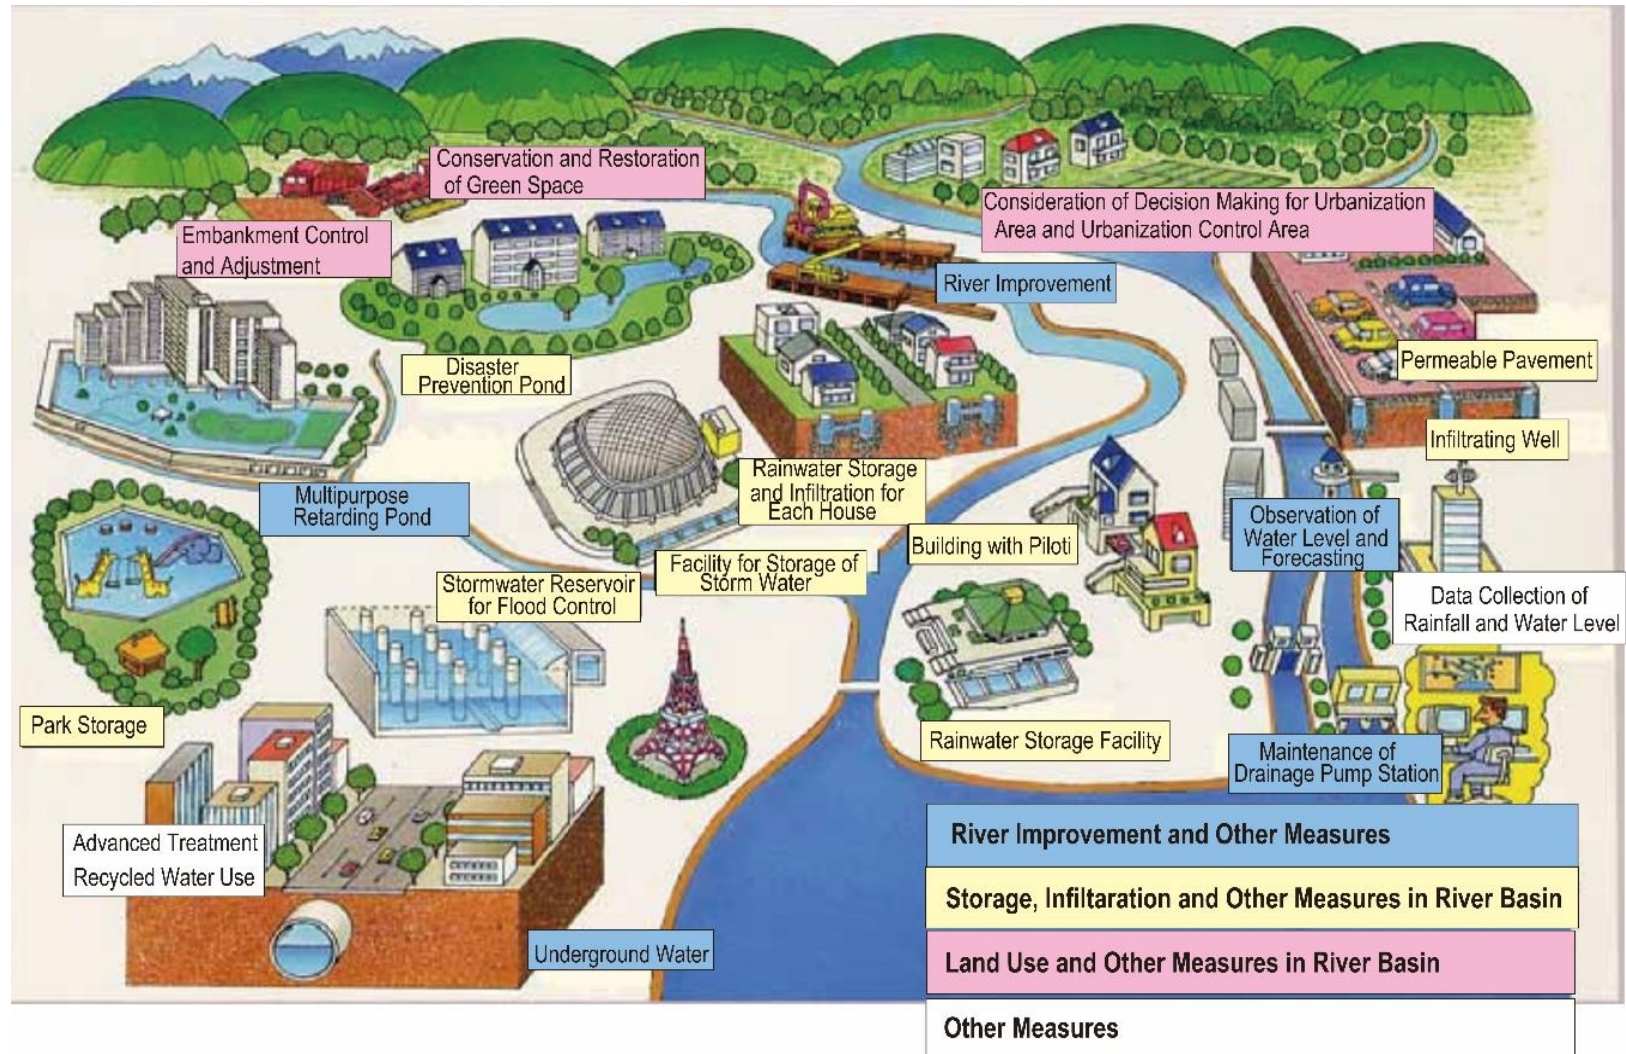 Conservation and Restoration
of Green Space
Embankment Control
and Adjustment
Consideration of Decision Making for Urbanization
Area and Urbanization Control Area
River Improvement
Disaster
Prevention Pond
Permeable Pavement
Infiltrating Well
Multipurpose
Retarding Pond
Rainwater Storage
and Infiltration for
Each House
Building with Piloti
Observation of
Water Level and
Forecasting
Facility for Storage of
Storm Water
Stormwater Reservoir
for Flood Control
Data Collection of
Rainfall and Water Level
Park Storage
Rainwater Storage Facility
Maintenance of
Drainage Pump Station
Advanced Treatment
Recycled Water Use
Underground Water
River Improvement and Other Measures
Storage, Infiltaration and Other Measures in River Basin
Land Use and Other Measures in River Basin
Other Measures